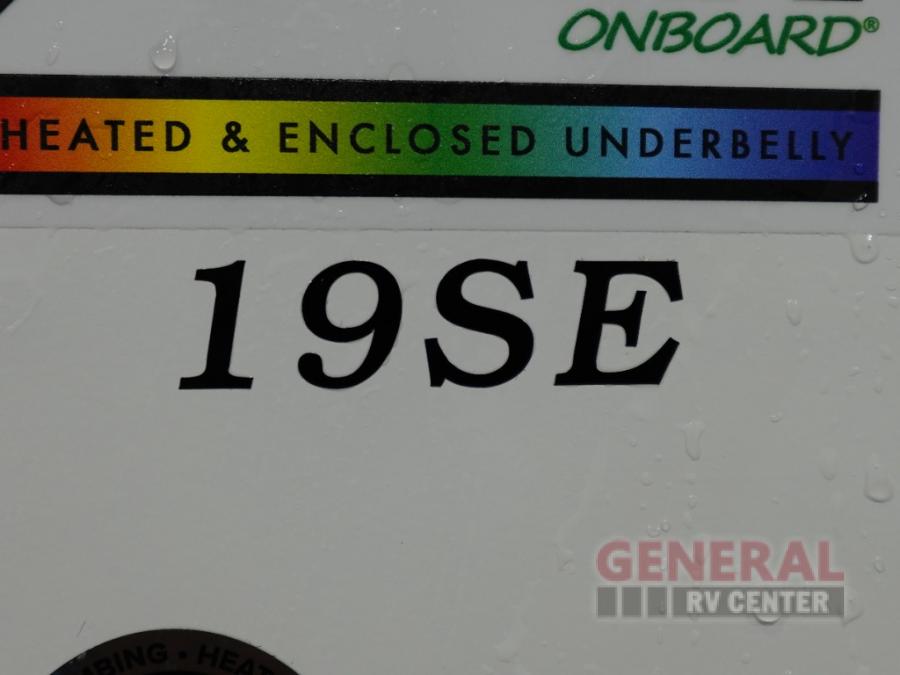 ONBOARD®
HEATED & ENCLOSED UNDERBELLY
19SE
GENERAL
RV CENTER